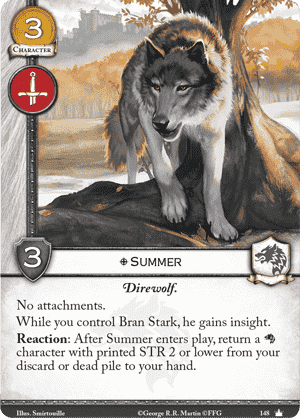 3
CHARACTER
3
SUMMER
Direwolf.
No attachments.
While you control Bran Stark, he gains insight.
Reaction: After Summer enters play, return a
character with printed STR 2 or lower from your
discard or dead pile to your hand.
Illus. Smirtouille ©George R.R. Martin ©FFG 148